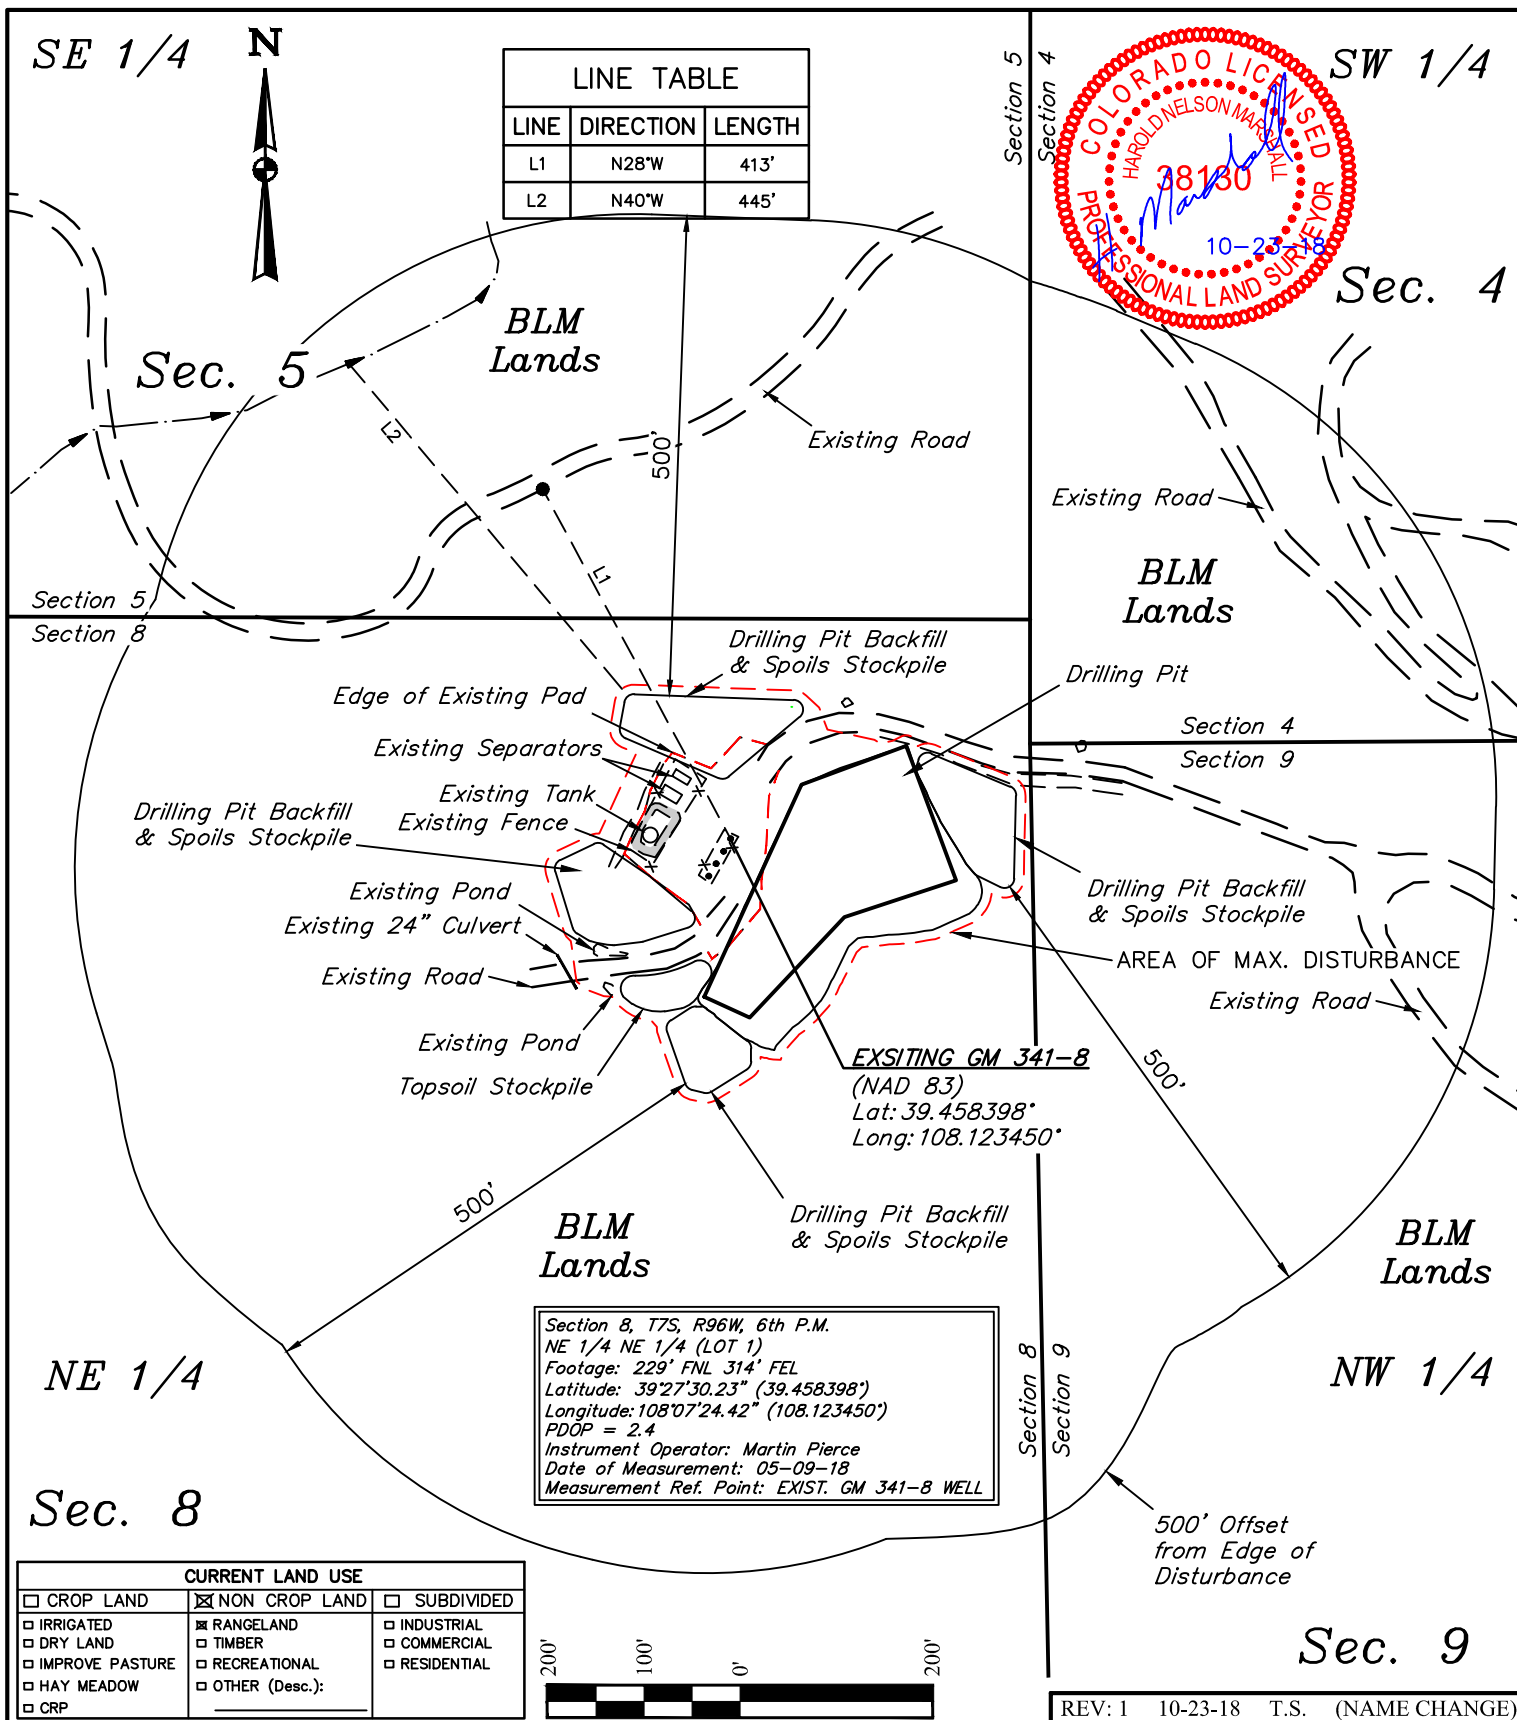 SE 1/4
N
LINE TABLE
LINE DIRECTION LENGTH
L1 N28°W 413'
L2 N40°W 445'
Section 5
Section 4
SW 1/4
COLORADO LICENSED
HAROLD NELSON MARSHALL
38130
10-23-18
PROFESSIONAL LAND SURVEYOR
Sec. 4
BLM
Lands
Sec. 5
L2
500'
Existing Road
Existing Road
L1
BLM
Lands
Section 5
Section 8
Drilling Pit Backfill
& Spoils Stockpile
Drilling Pit
Edge of Existing Pad
Section 4
Section 9
Existing Separators
Existing Tank
Drilling Pit Backfill
& Spoils Stockpile
Existing Fence
Existing Pond
Drilling Pit Backfill
& Spoils Stockpile
Existing 24" Culvert
AREA OF MAX. DISTURBANCE
Existing Road
Existing Road
Existing Pond
Topsoil Stockpile
EXSITING GM 341-8
(NAD 83)
Lat: 39.458398°
Long: 108.123450°
500'
500'
Drilling Pit Backfill
& Spoils Stockpile
BLM
Lands
BLM
Lands
Section 8, T7S, R96W, 6th P.M.
NE 1/4 NE 1/4 (LOT 1)
Footage: 229' FNL 314' FEL
Latitude: 39°27'30.23" (39.458398°)
Longitude: 108°07'24.42" (108.123450°)
PDOP = 2.4
Instrument Operator: Martin Pierce
Date of Measurement: 05-09-18
Measurement Ref. Point: EXIST. GM 341-8 WELL
NE 1/4
Section 8
Section 9
NW 1/4
Sec. 8
500' Offset
from Edge of
Disturbance
CURRENT LAND USE
CROP LAND NON CROP LAND SUBDIVIDED
IRRIGATED RANGELAND INDUSTRIAL
DRY LAND TIMBER COMMERCIAL
IMPROVE PASTURE RECREATIONAL RESIDENTIAL
HAY MEADOW OTHER (Desc.):
CRP
200' 100' 0' 200'
Sec. 9
REV: 1 10-23-18 T.S. (NAME CHANGE)